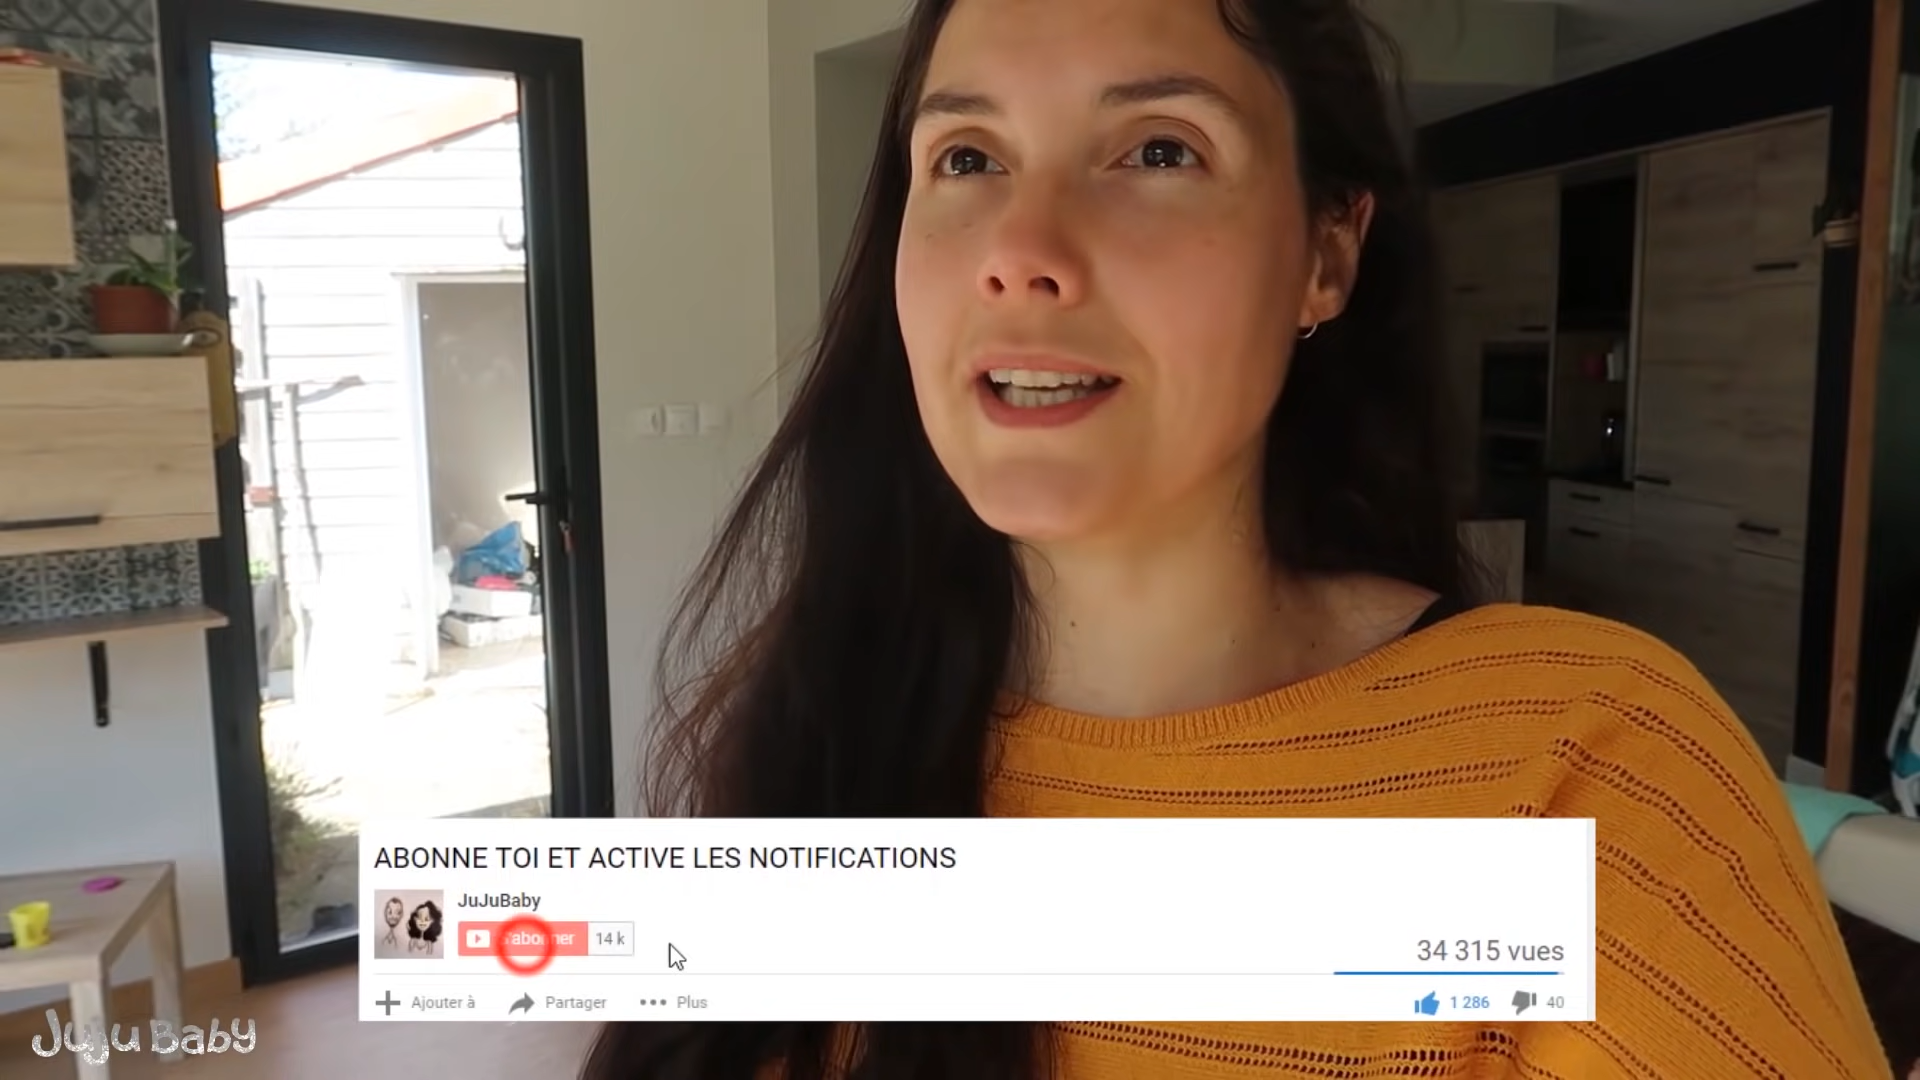 ABONNE TOI ET ACTIVE LES NOTIFICATIONS
JuJuBaby
S'abonner 14 k
34 315 vues
Ajouter à Partager Plus
1 286 40
JuJu Baby